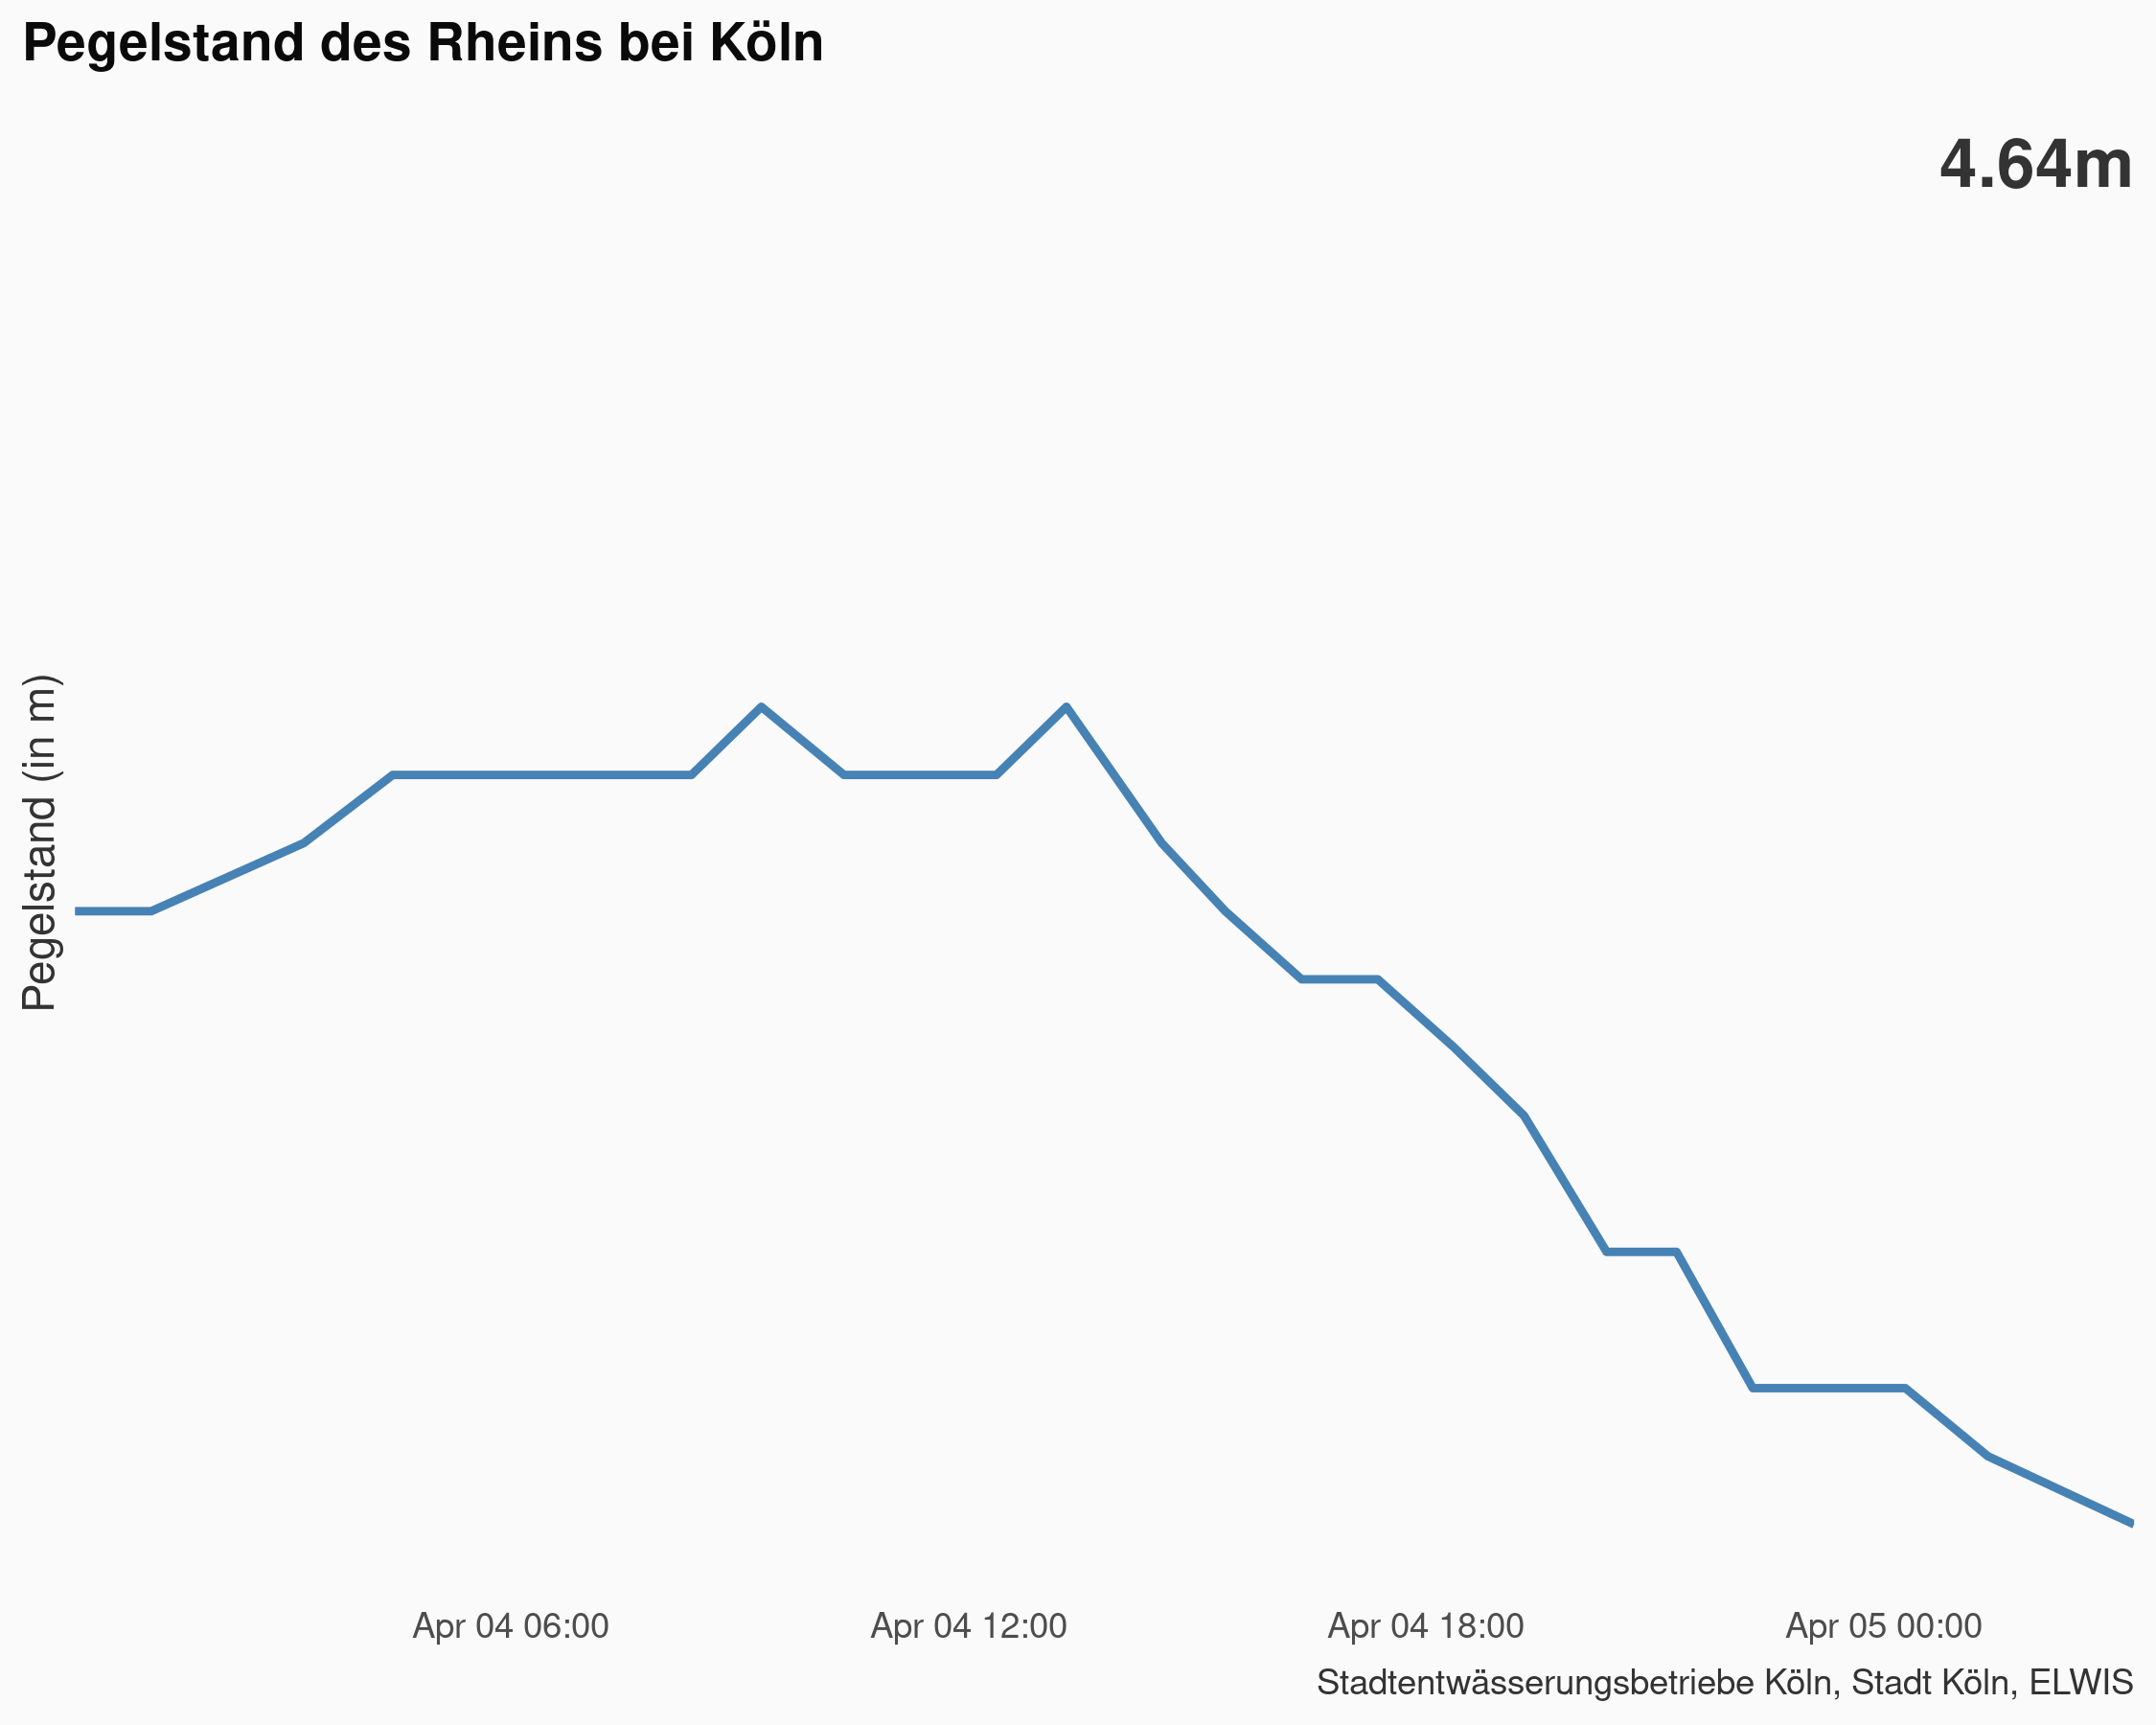 Pegelstand des Rheins bei Köln
4.64m
Pegelstand (in m)
Apr 04 06:00
Apr 04 12:00
Apr 04 18:00
Apr 05 00:00
Stadtentwässerungsbetriebe Köln, Stadt Köln, ELWIS